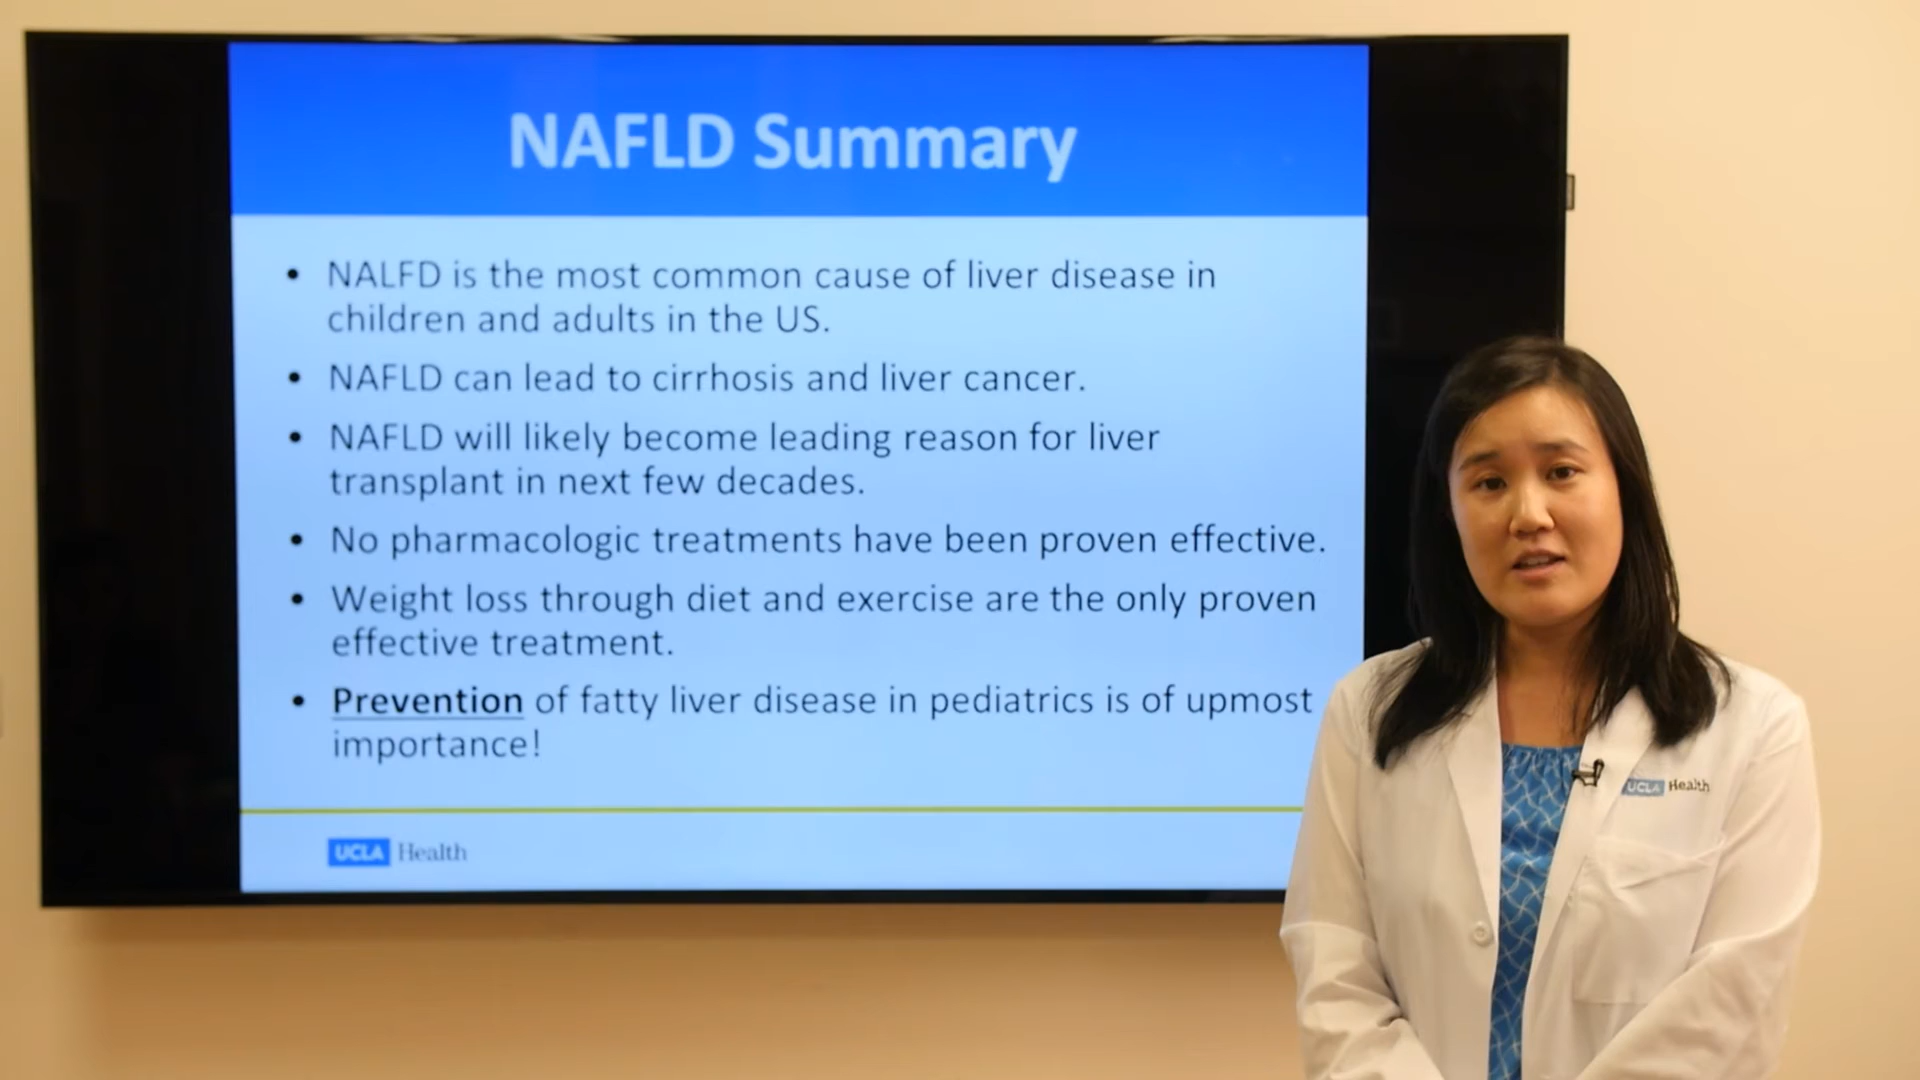 NAFLD Summary
• NALFD is the most common cause of liver disease in
children and adults in the US.
• NAFLD can lead to cirrhosis and liver cancer.
• NAFLD will likely become leading reason for liver
transplant in next few decades.
• No pharmacologic treatments have been proven effective.
• Weight loss through diet and exercise are the only proven
effective treatment.
• Prevention of fatty liver disease in pediatrics is of upmost
importance!
UCLA Health
UCLA Health